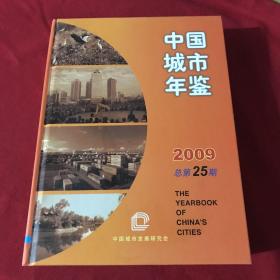 中国
城市
年鉴
2009
总第25期
THE
YEARBOOK
OF
CHINA'S
CITIES
中国城市发展研究会